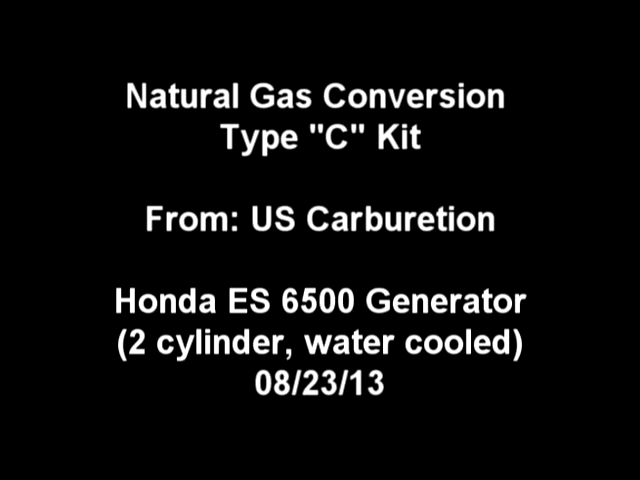 Natural Gas Conversion
Type "C" Kit
From: US Carburetion
Honda ES 6500 Generator
(2 cylinder, water cooled)
08/23/13